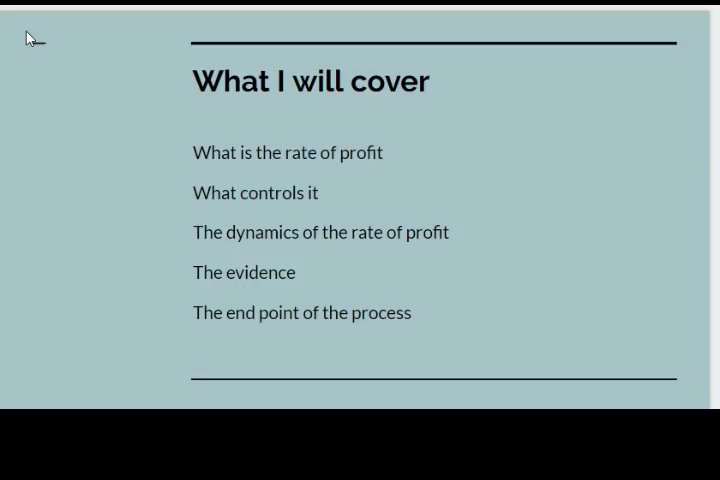 What I will cover
What is the rate of profit
What controls it
The dynamics of the rate of profit
The evidence
The end point of the process